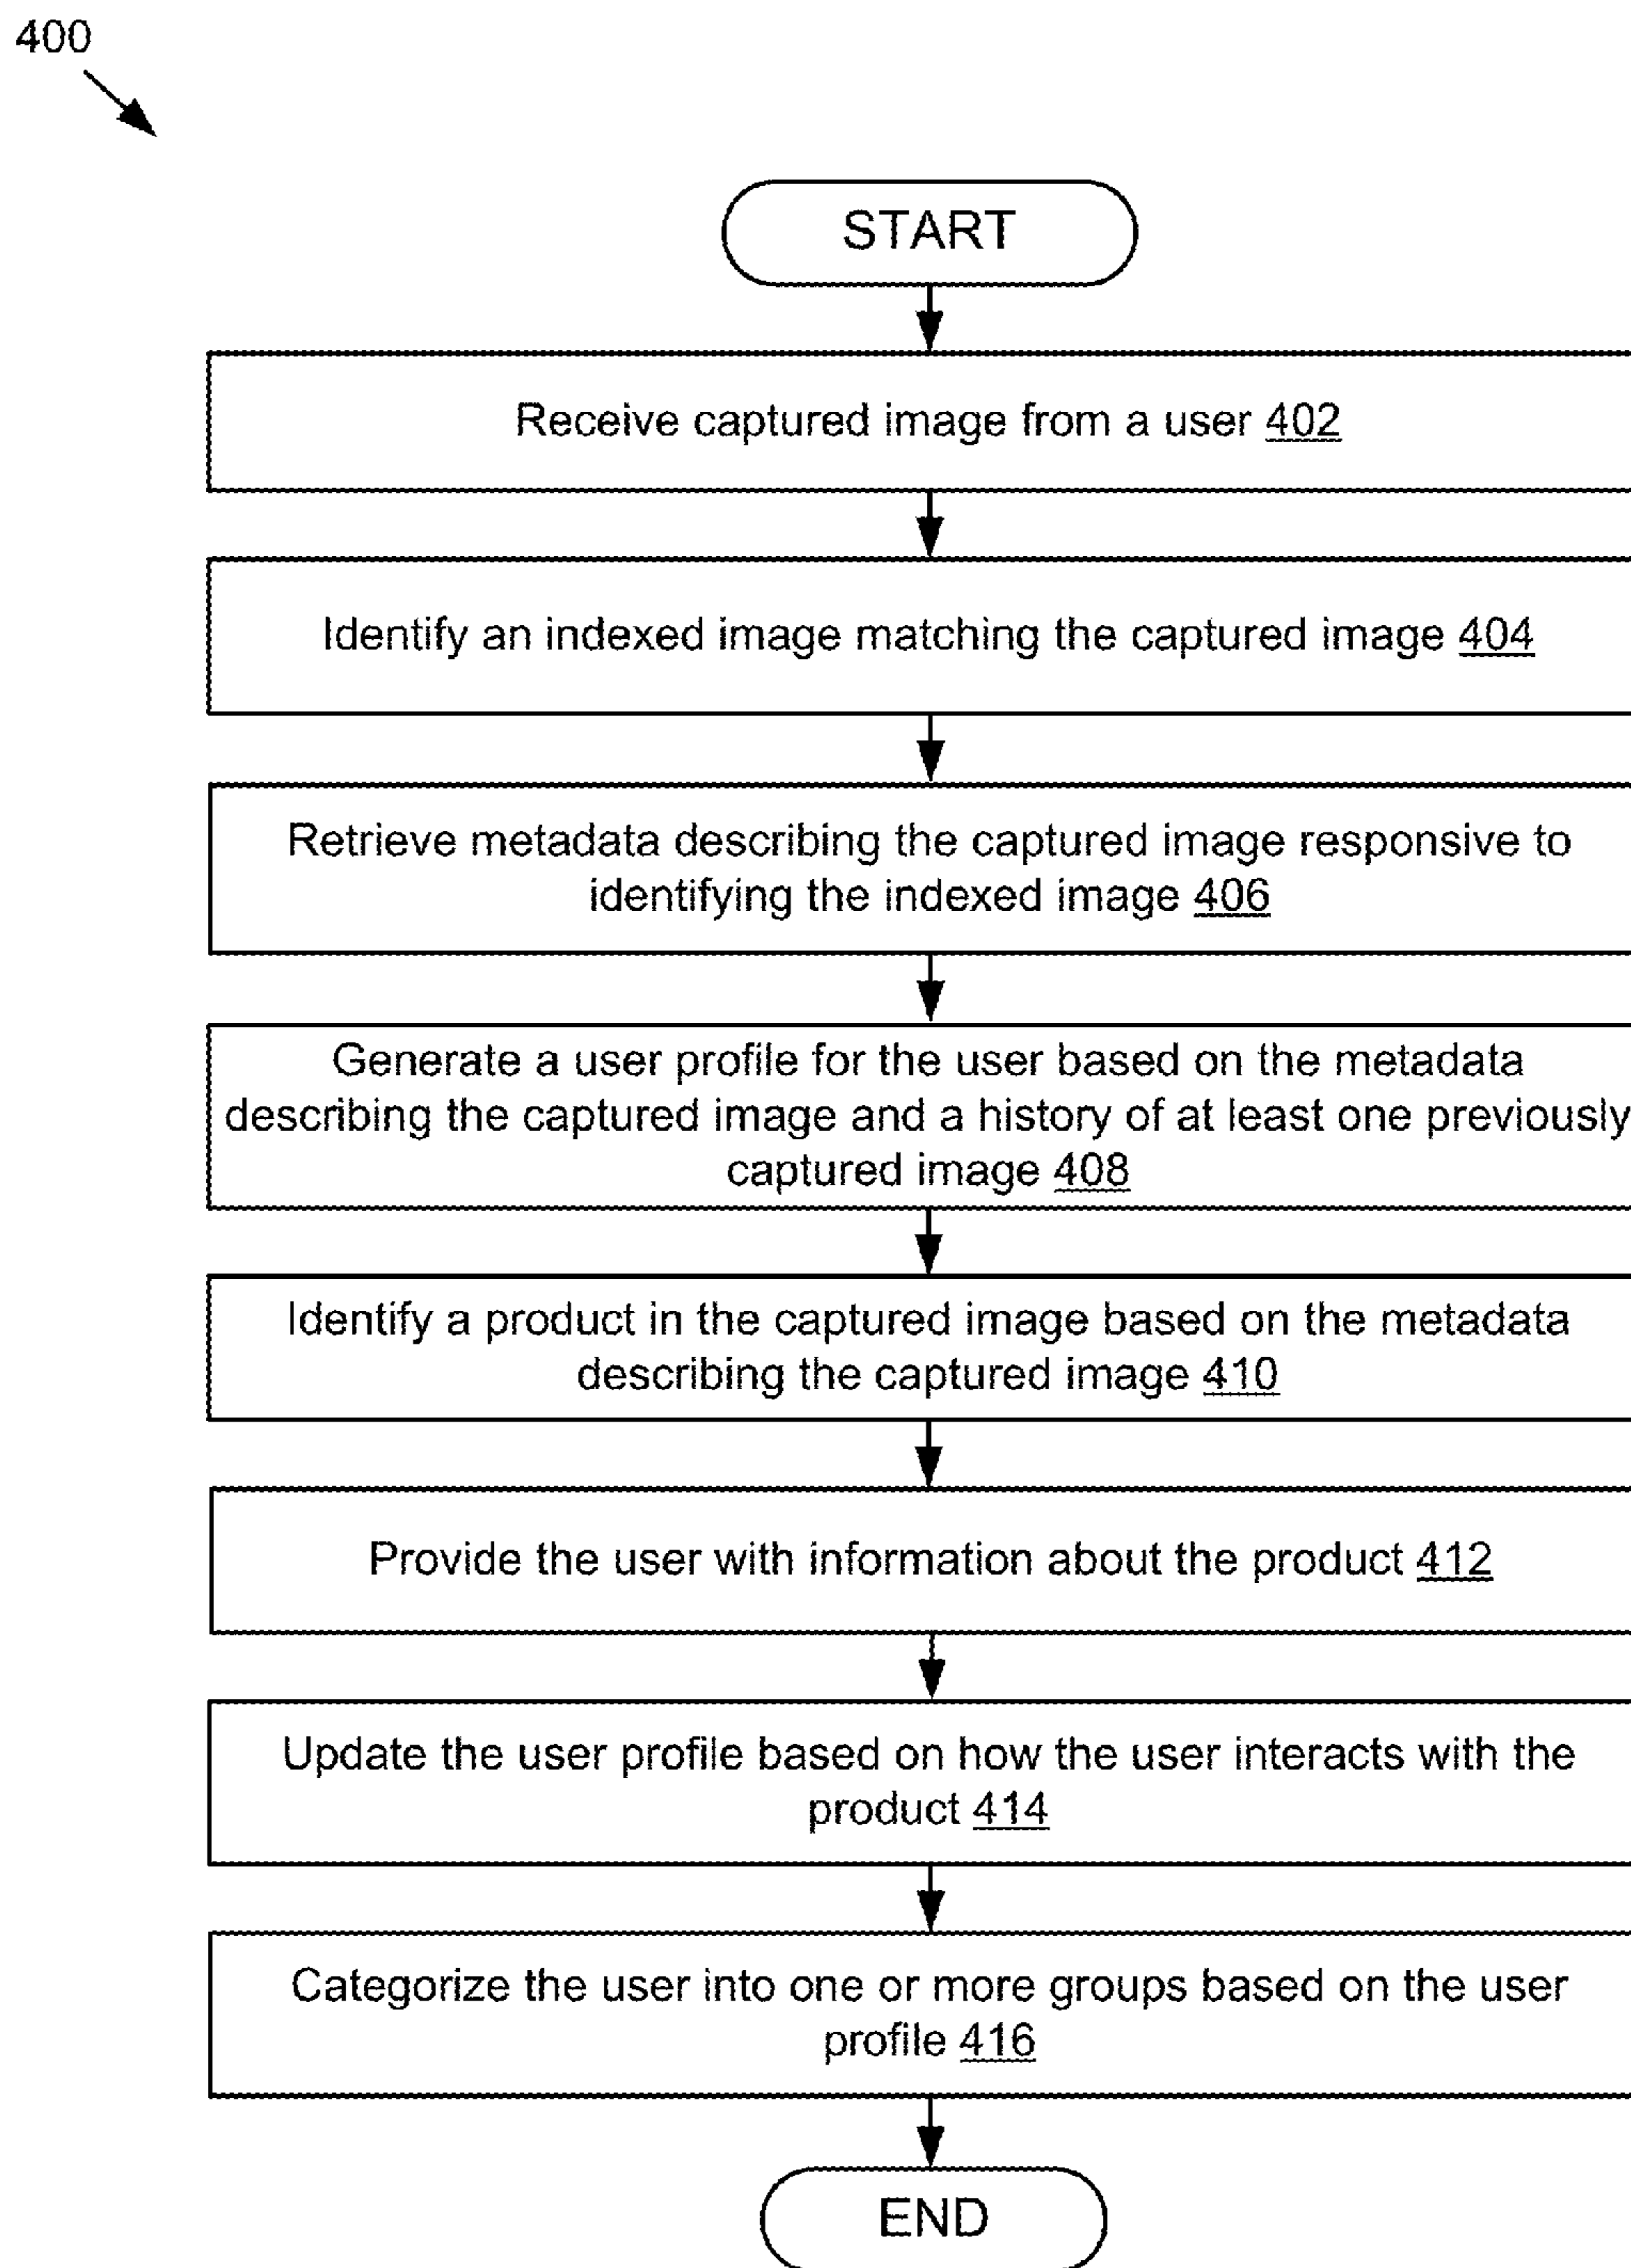 400
START
Receive captured image from a user 402
Identify an indexed image matching the captured image 404
Retrieve metadata describing the captured image responsive to
identifying the indexed image 406
Generate a user profile for the user based on the metadata
describing the captured image and a history of at least one previously
captured image 408
Identify a product in the captured image based on the metadata
describing the captured image 410
Provide the user with information about the product 412
Update the user profile based on how the user interacts with the
product 414
Categorize the user into one or more groups based on the user
profile 416
END